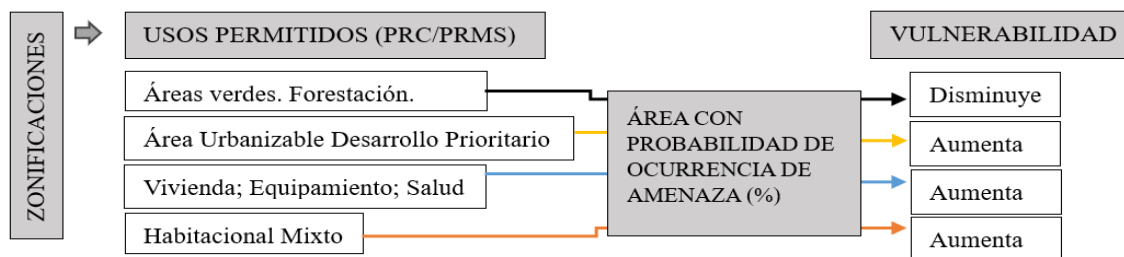 ZONIFICACIONES
USOS PERMITIDOS (PRC/PRMS)
VULNERABILIDAD
Áreas verdes. Forestación.
Área Urbanizable Desarrollo Prioritario
Vivienda; Equipamiento; Salud
Habitacional Mixto
ÁREA CON
PROBABILIDAD DE
OCURRENCIA DE
AMENAZA (%)
Disminuye
Aumenta
Aumenta
Aumenta